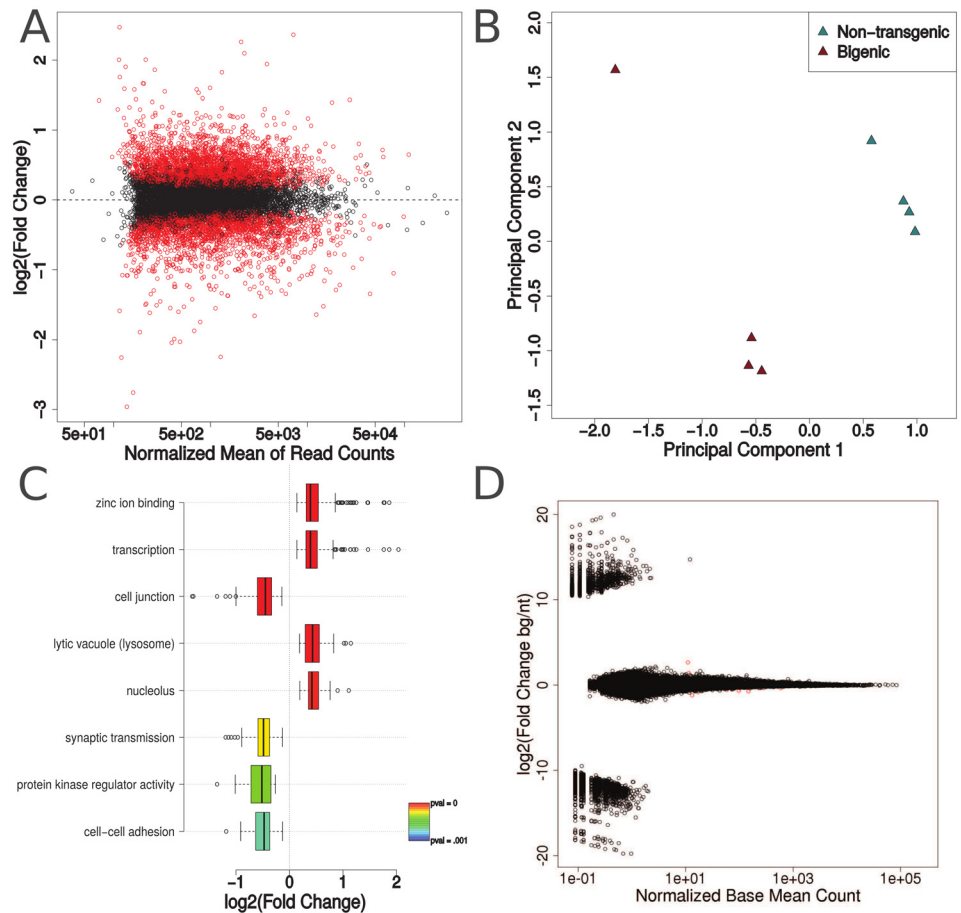 A
log2(Fold Change)
2
1
0
−1
−2
−3
5e+01 5e+02 5e+03 5e+04
Normalized Mean of Read Counts
B
Non−transgenic
Bigenic
Principal Component 2
2.0
1.5
1.0
0.5
0.0
−0.5
−1.0
−1.5
−2.0 −1.5 −1.0 −0.5 0.0 0.5 1.0
Principal Component 1
C
zinc ion binding
transcription
cell junction
lytic vacuole (lysosome)
nucleolus
synaptic transmission
protein kinase regulator activity
cell−cell adhesion
pval = 0
pval = .001
−1 0 1 2
log2(Fold Change)
D
log2(Fold Change bg/nt)
20
10
0
−10
−20
1e-01 1e+01 1e+03 1e+05
Normalized Base Mean Count